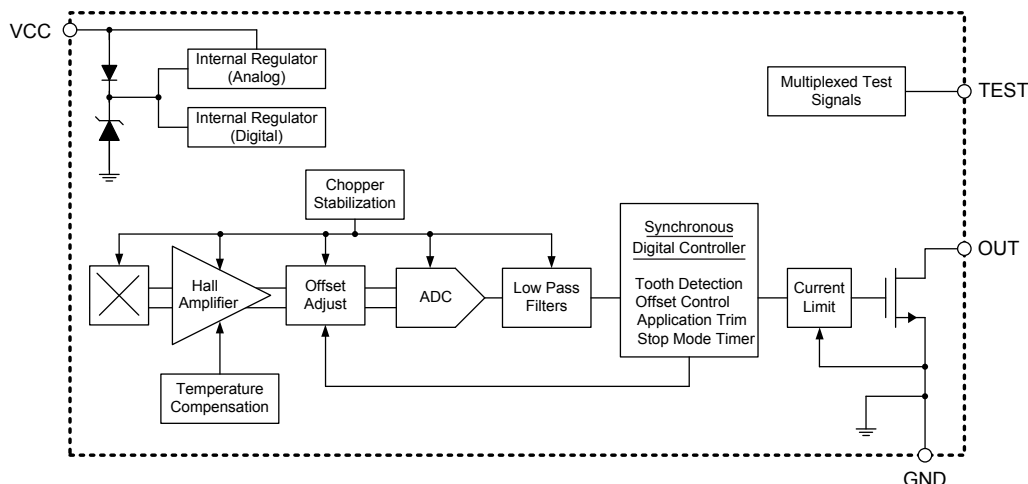 VCC
Internal Regulator
(Analog)
Internal Regulator
(Digital)
Multiplexed Test
Signals
TEST
Chopper
Stabilization
Synchronous
Digital Controller
Tooth Detection
Offset Control
Application Trim
Stop Mode Timer
Hall
Amplifier
Offset
Adjust
ADC
Low Pass
Filters
Current
Limit
OUT
Temperature
Compensation
GND